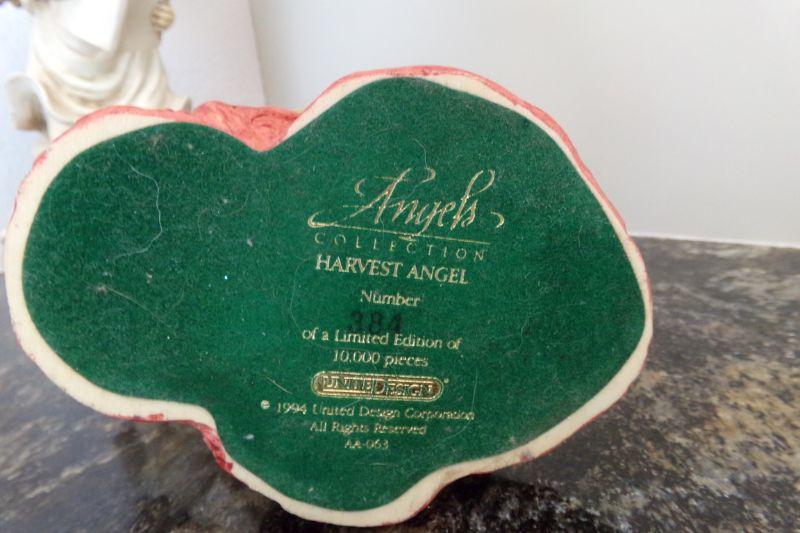 Angels
COLLECTION
HARVEST ANGEL
Number
384
of a Limited Edition of
10,000 pieces
UNITED DESIGN ®
© 1994 United Design Corporation
All Rights Reserved
AA-063